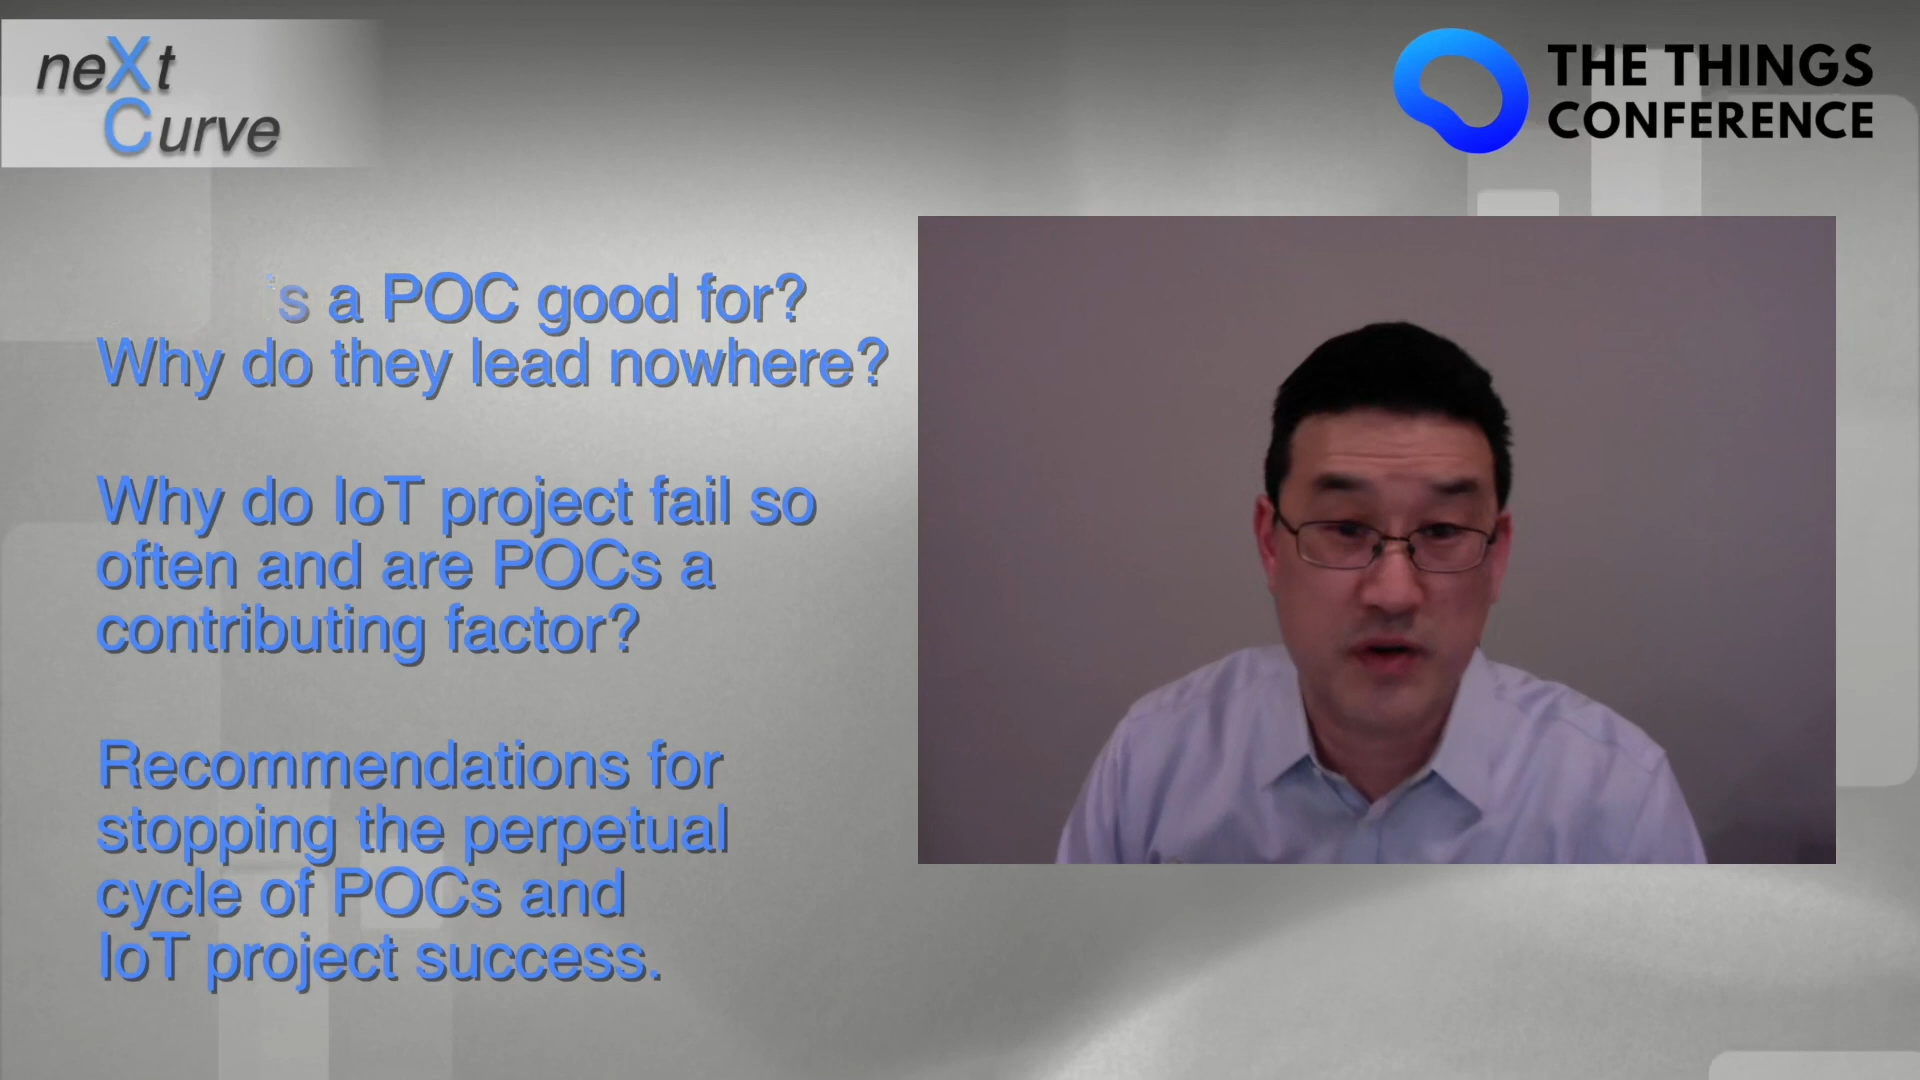 neXt
Curve
THE THINGS
CONFERENCE
s a POC good for?
Why do they lead nowhere?
Why do IoT project fail so
often and are POCs a
contributing factor?
Recommendations for
stopping the perpetual
cycle of POCs and
IoT project success.